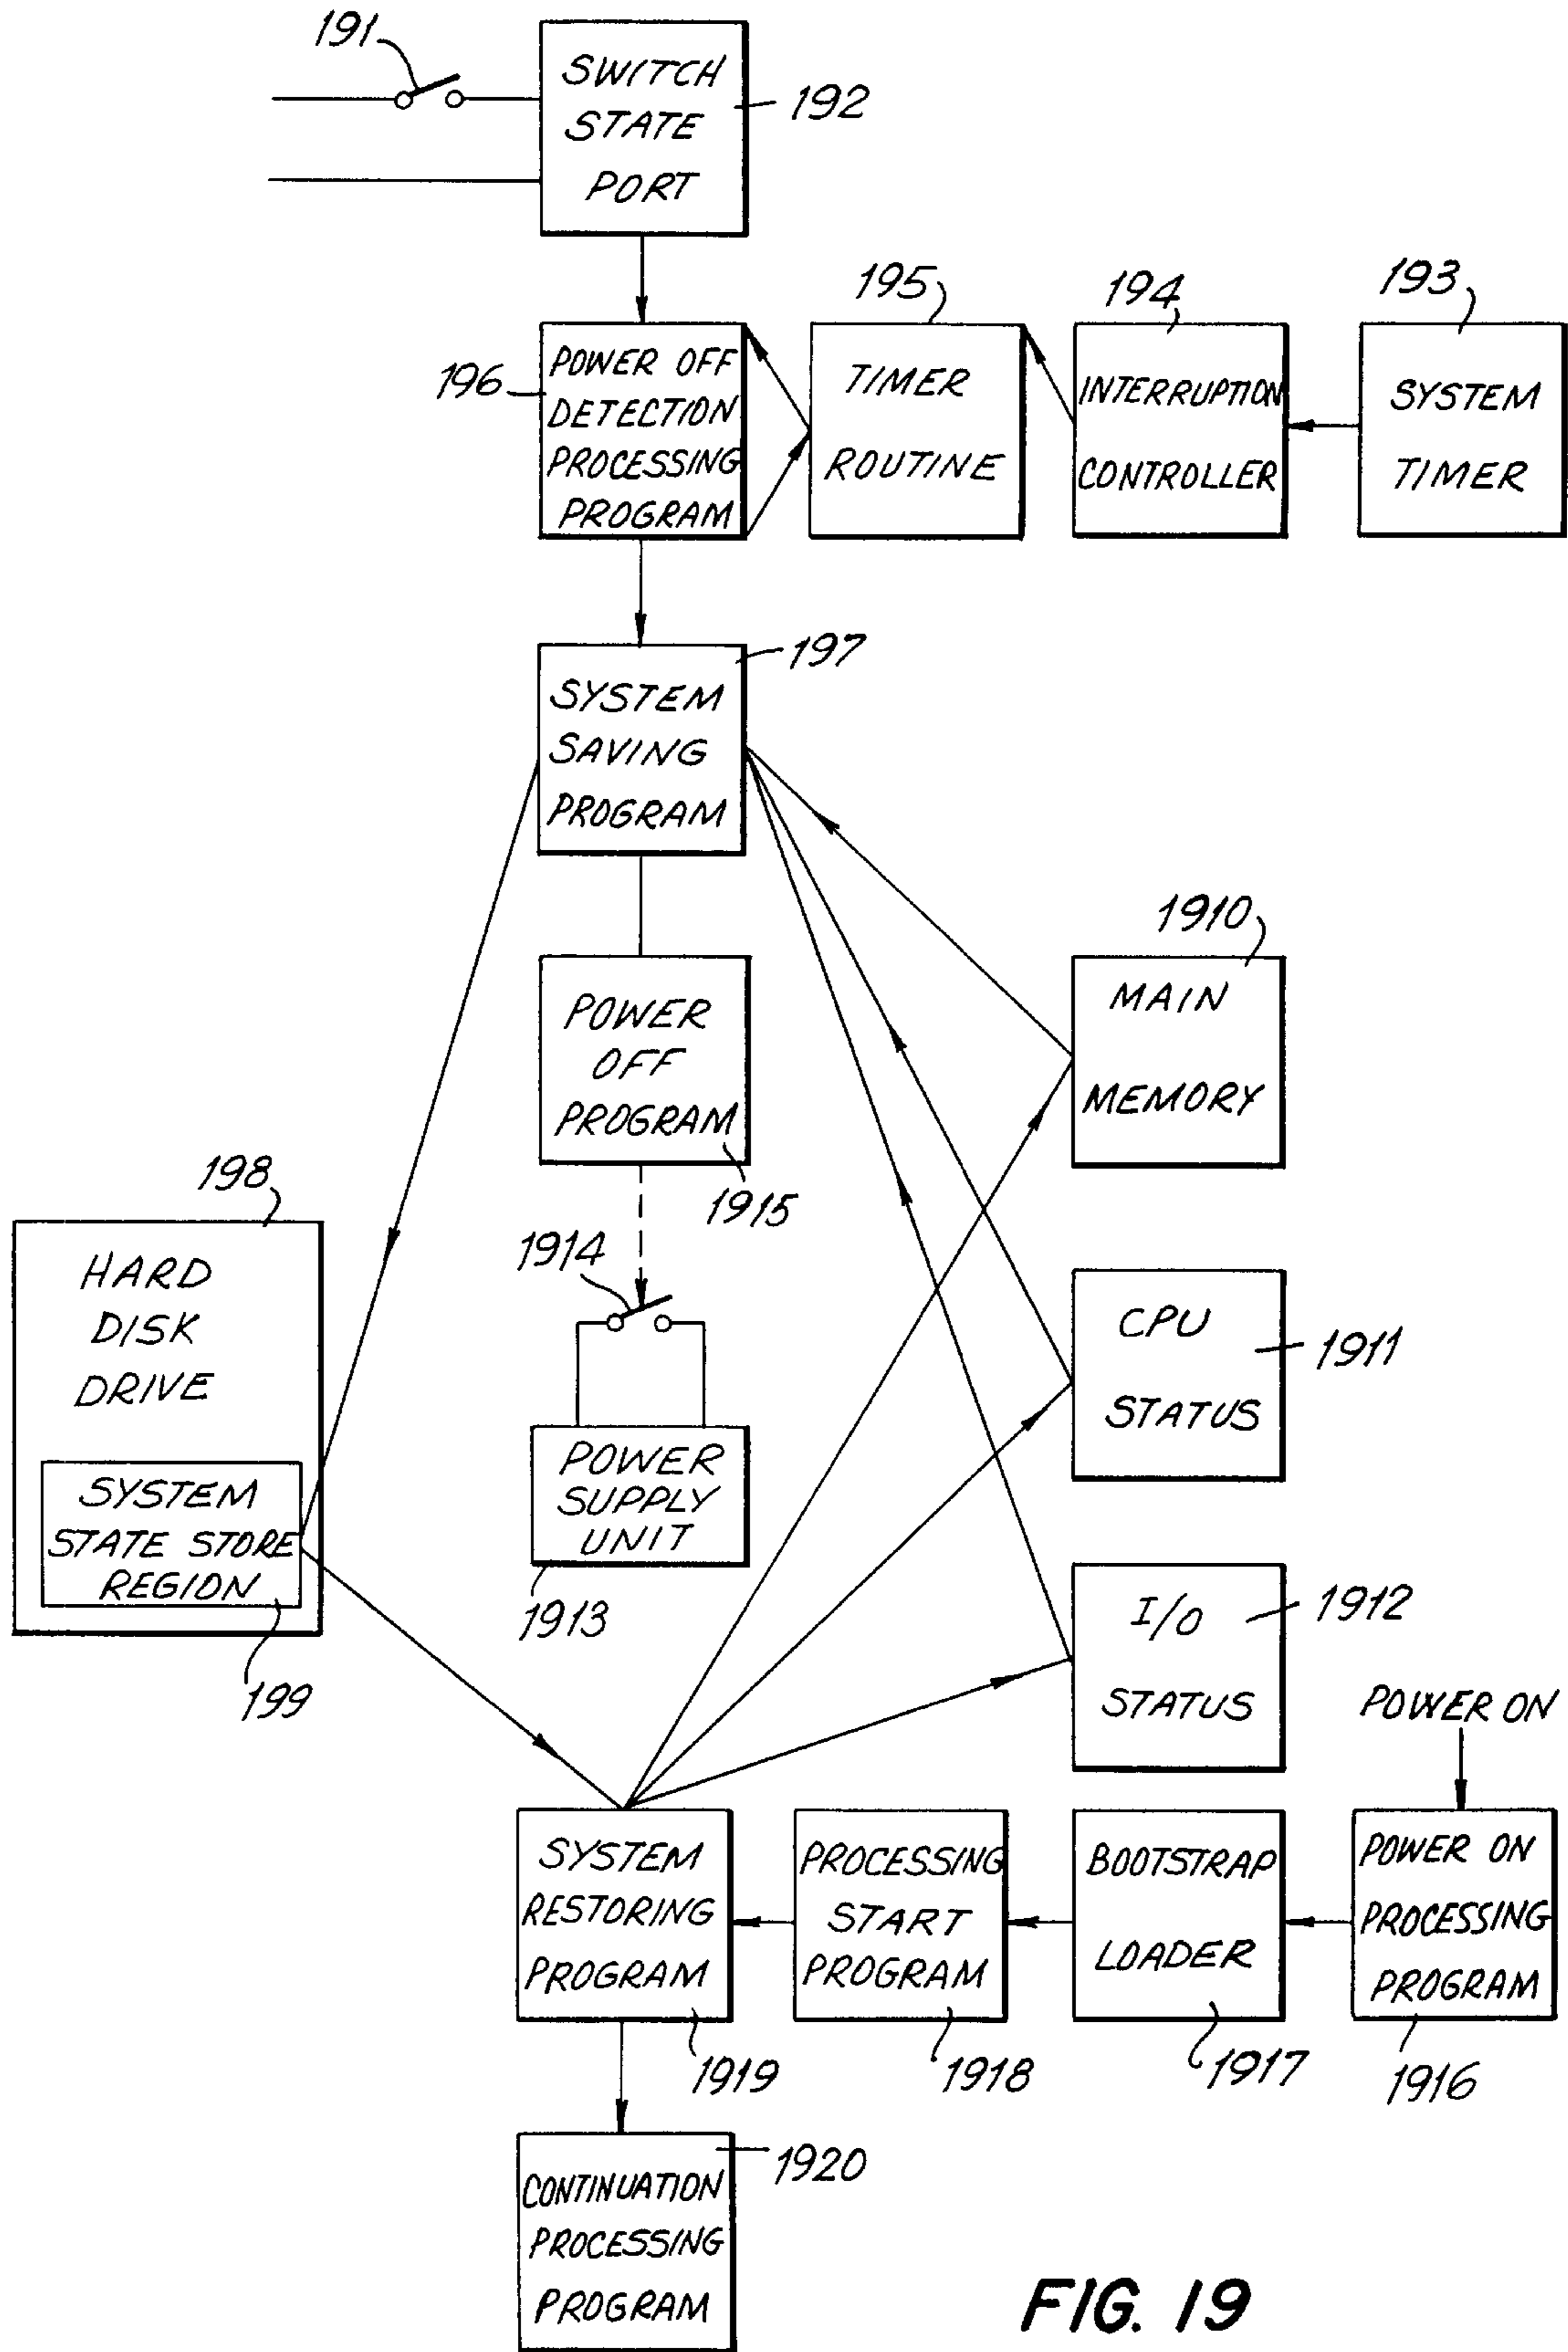 191
SWITCH
STATE
PORT
192
195
194
193
196
POWER OFF
DETECTION
PROCESSING
PROGRAM
TIMER
ROUTINE
INTERRUPTION
CONTROLLER
SYSTEM
TIMER
197
SYSTEM
SAVING
PROGRAM
1910
MAIN
MEMORY
POWER
OFF
PROGRAM
1915
198
HARD
DISK
DRIVE
1914
CPU
STATUS
1911
SYSTEM
STATE STORE
REGION
199
POWER
SUPPLY
UNIT
1913
I/O
STATUS
1912
POWER ON
SYSTEM
RESTORING
PROGRAM
PROCESSING
START
PROGRAM
BOOTSTRAP
LOADER
POWER ON
PROCESSING
PROGRAM
1919
1918
1917
1916
1920
CONTINUATION
PROCESSING
PROGRAM
FIG. 19